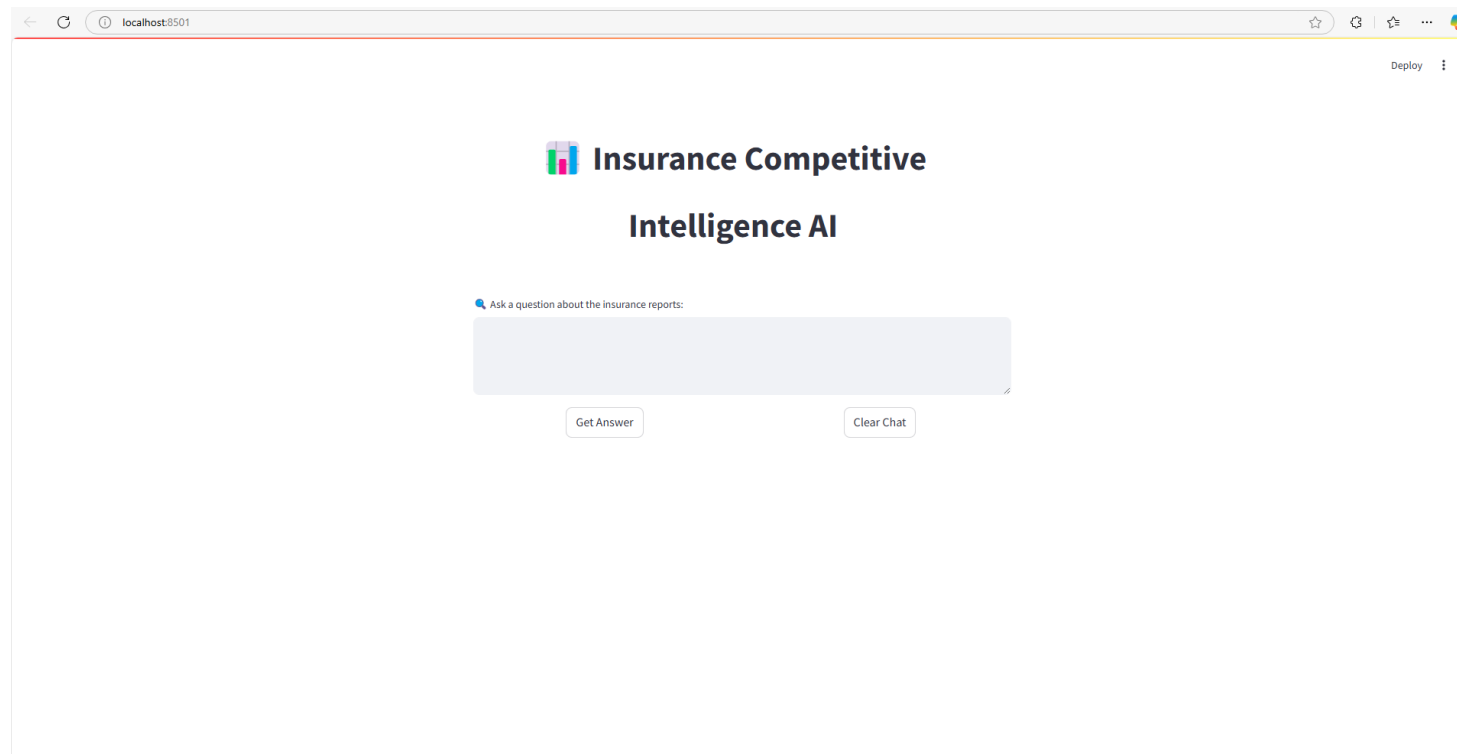 localhost:8501
Deploy
Insurance Competitive
Intelligence AI
Ask a question about the insurance reports:
Get Answer
Clear Chat